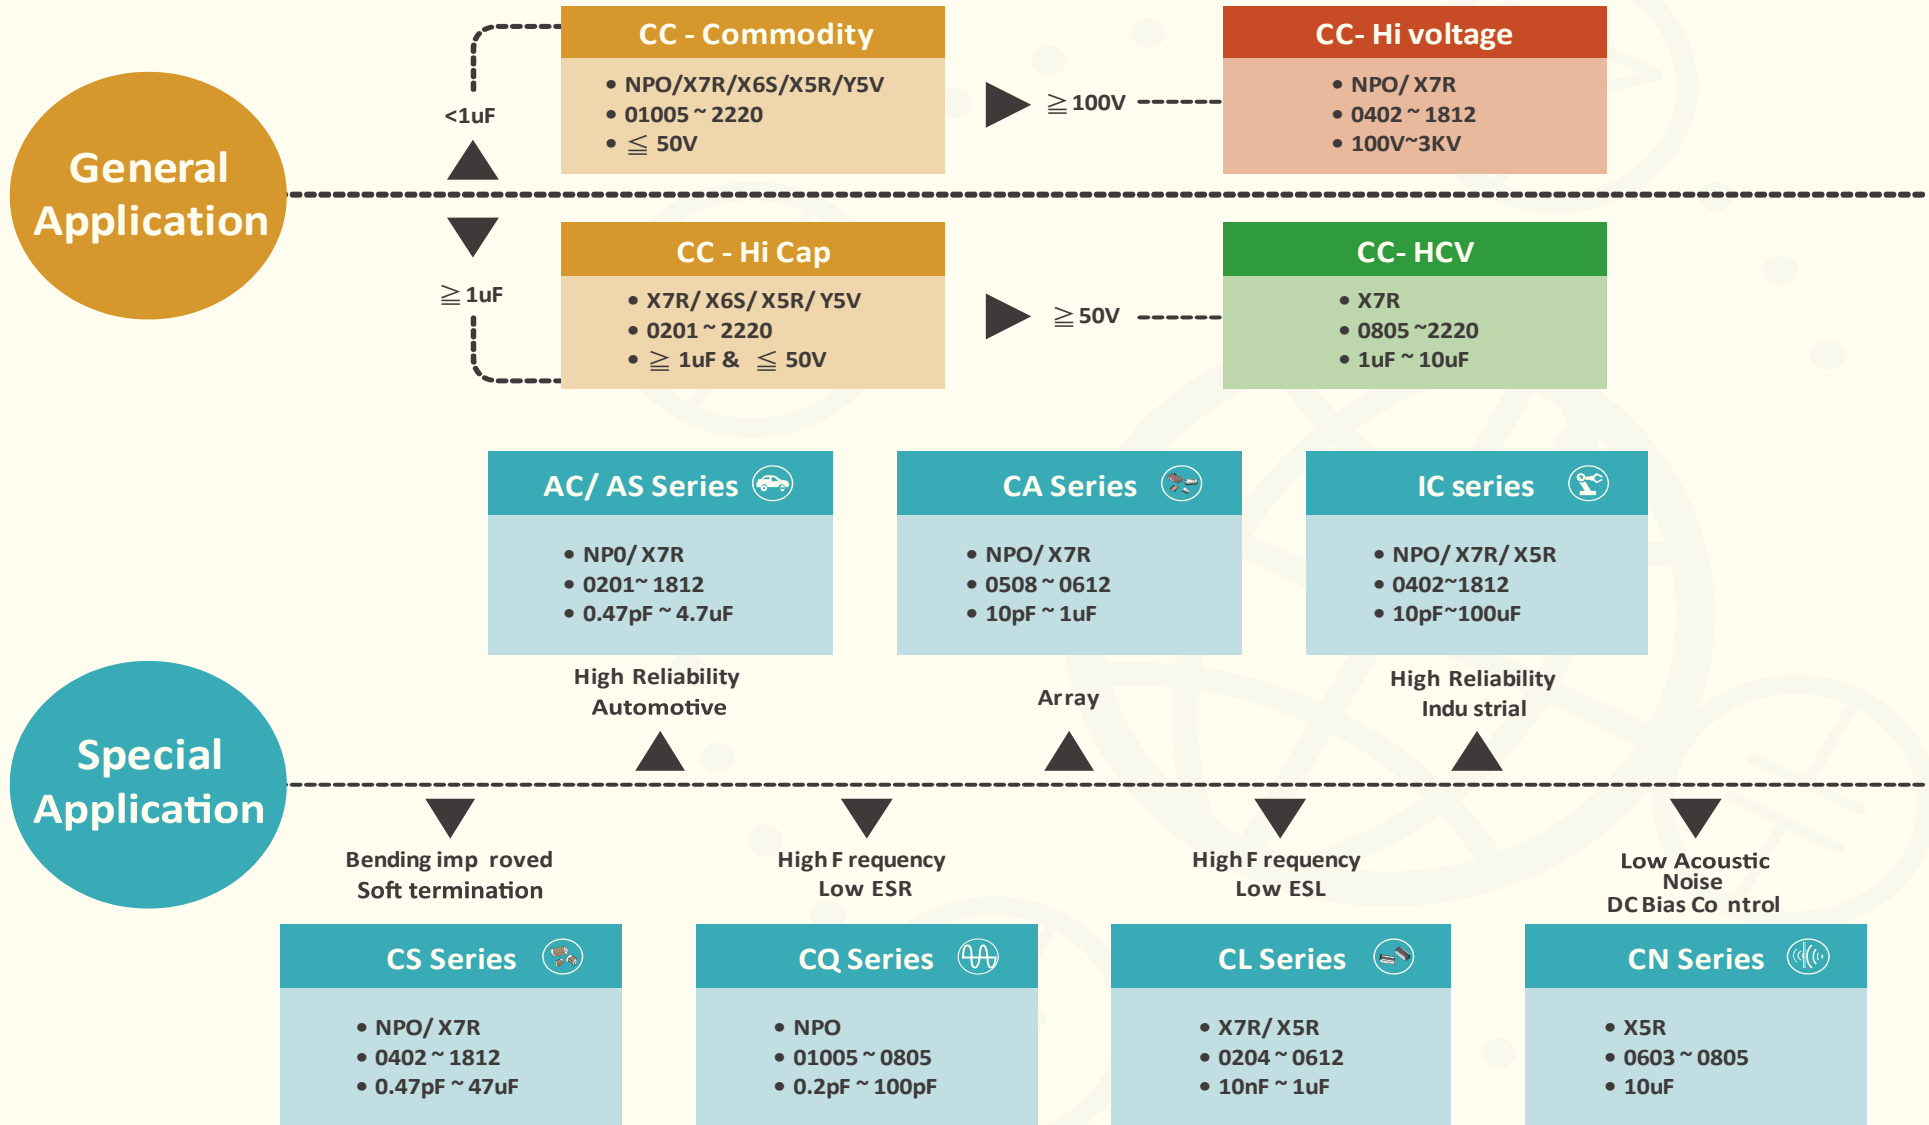 General
Application
<1uF
CC - Commodity
• NPO/X7R/X6S/X5R/Y5V
• 01005 ~ 2220
• ≦ 50V
≧ 100V
CC- Hi voltage
• NPO/ X7R
• 0402 ~ 1812
• 100V~3KV
≧ 1uF
CC - Hi Cap
• X7R/ X6S/ X5R/ Y5V
• 0201 ~ 2220
• ≧ 1uF & ≦ 50V
≧ 50V
CC- HCV
• X7R
• 0805 ~2220
• 1uF ~ 10uF
Special
Application
AC/ AS Series
• NP0/ X7R
• 0201~ 1812
• 0.47pF ~ 4.7uF
High Reliability
Automotive
CA Series
• NPO/ X7R
• 0508 ~ 0612
• 10pF ~ 1uF
Array
IC series
• NPO/ X7R/ X5R
• 0402~1812
• 10pF~100uF
High Reliability
Indu strial
Bending imp roved
Soft termination
CS Series
• NPO/ X7R
• 0402 ~ 1812
• 0.47pF ~ 47uF
High F requency
Low ESR
CQ Series
• NPO
• 01005 ~ 0805
• 0.2pF ~ 100pF
High F requency
Low ESL
CL Series
• X7R/ X5R
• 0204 ~ 0612
• 10nF ~ 1uF
Low Acoustic
Noise
DC Bias Co ntrol
CN Series
• X5R
• 0603 ~ 0805
• 10uF